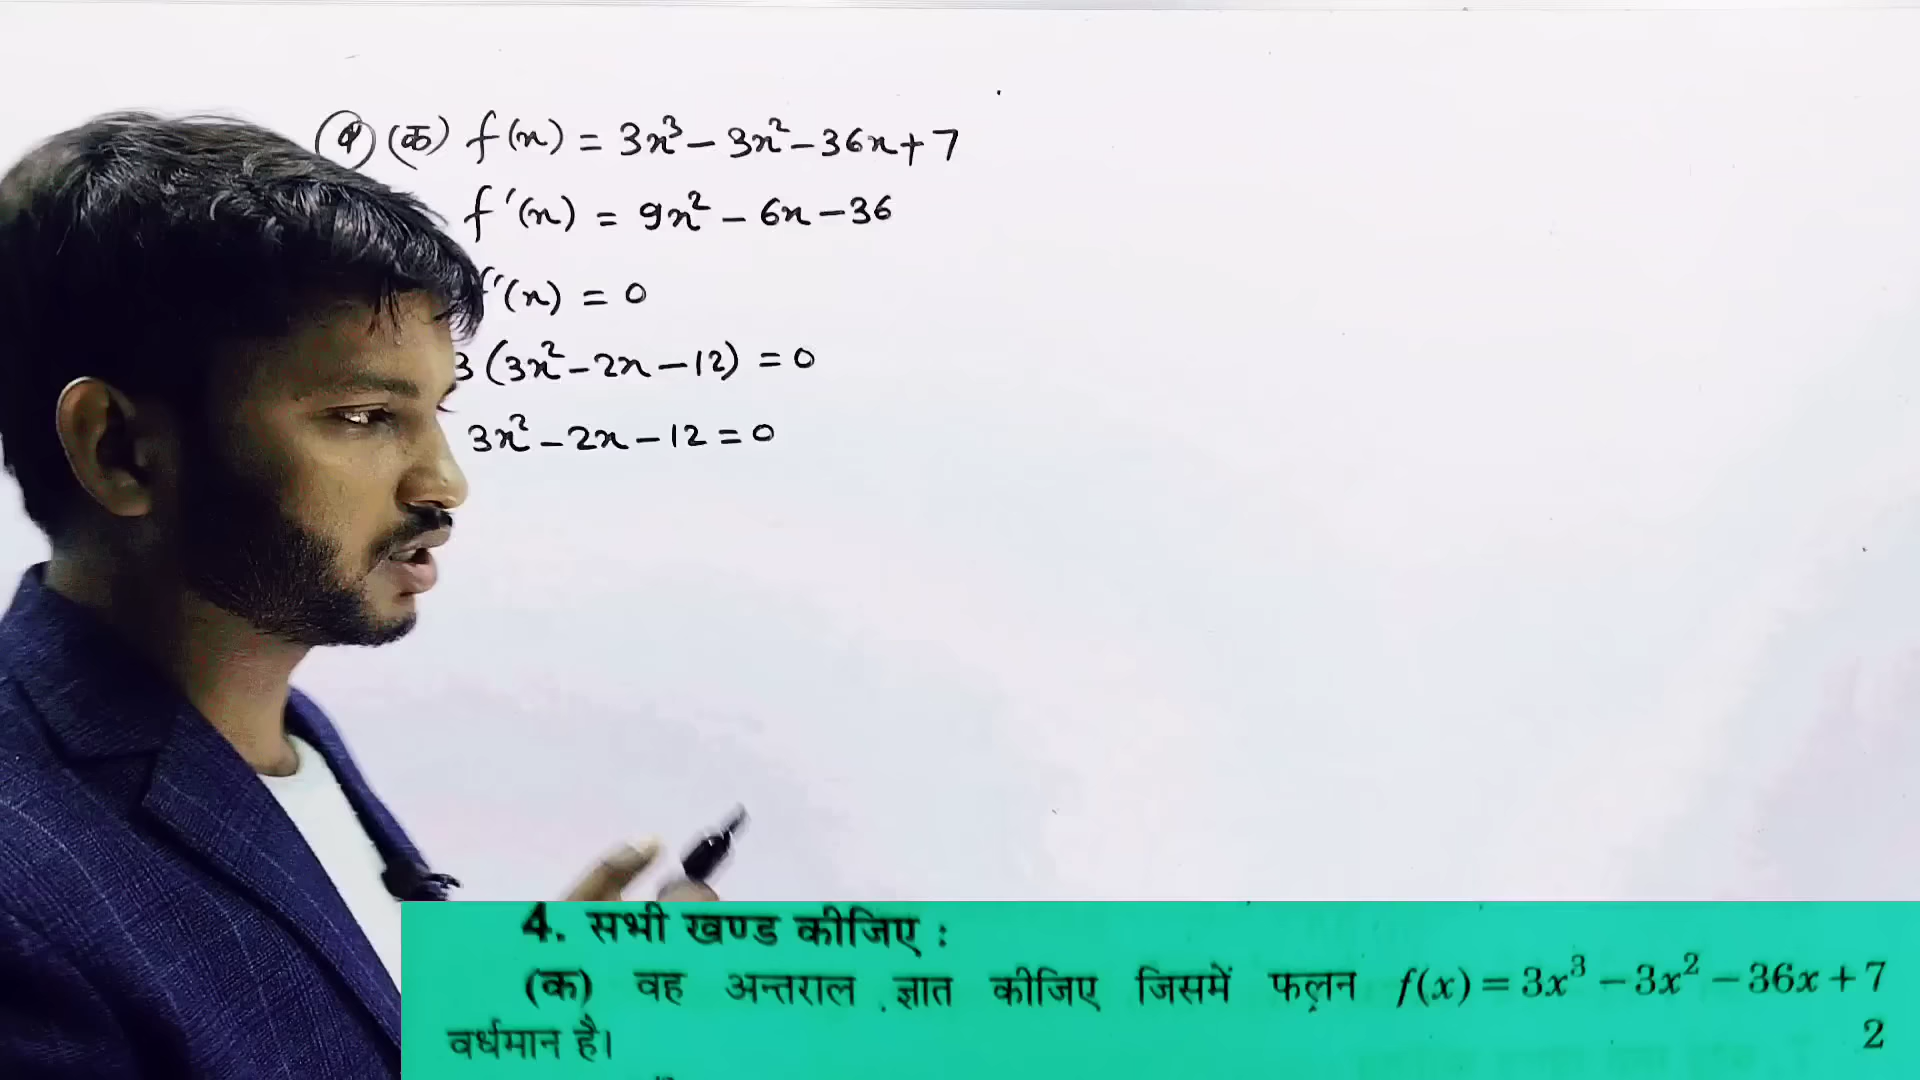 ④ (क) f(x) = 3x³ − 3x² − 36x + 7
f′(x) = 9x² − 6x − 36
f′(x) = 0
3 (3x² − 2x − 12) = 0
3x² − 2x − 12 = 0
4. सभी खण्ड कीजिए :
(क) वह अन्तराल ज्ञात कीजिए जिसमें फलन f(x) = 3x³ − 3x² − 36x + 7
वर्धमान है। 2